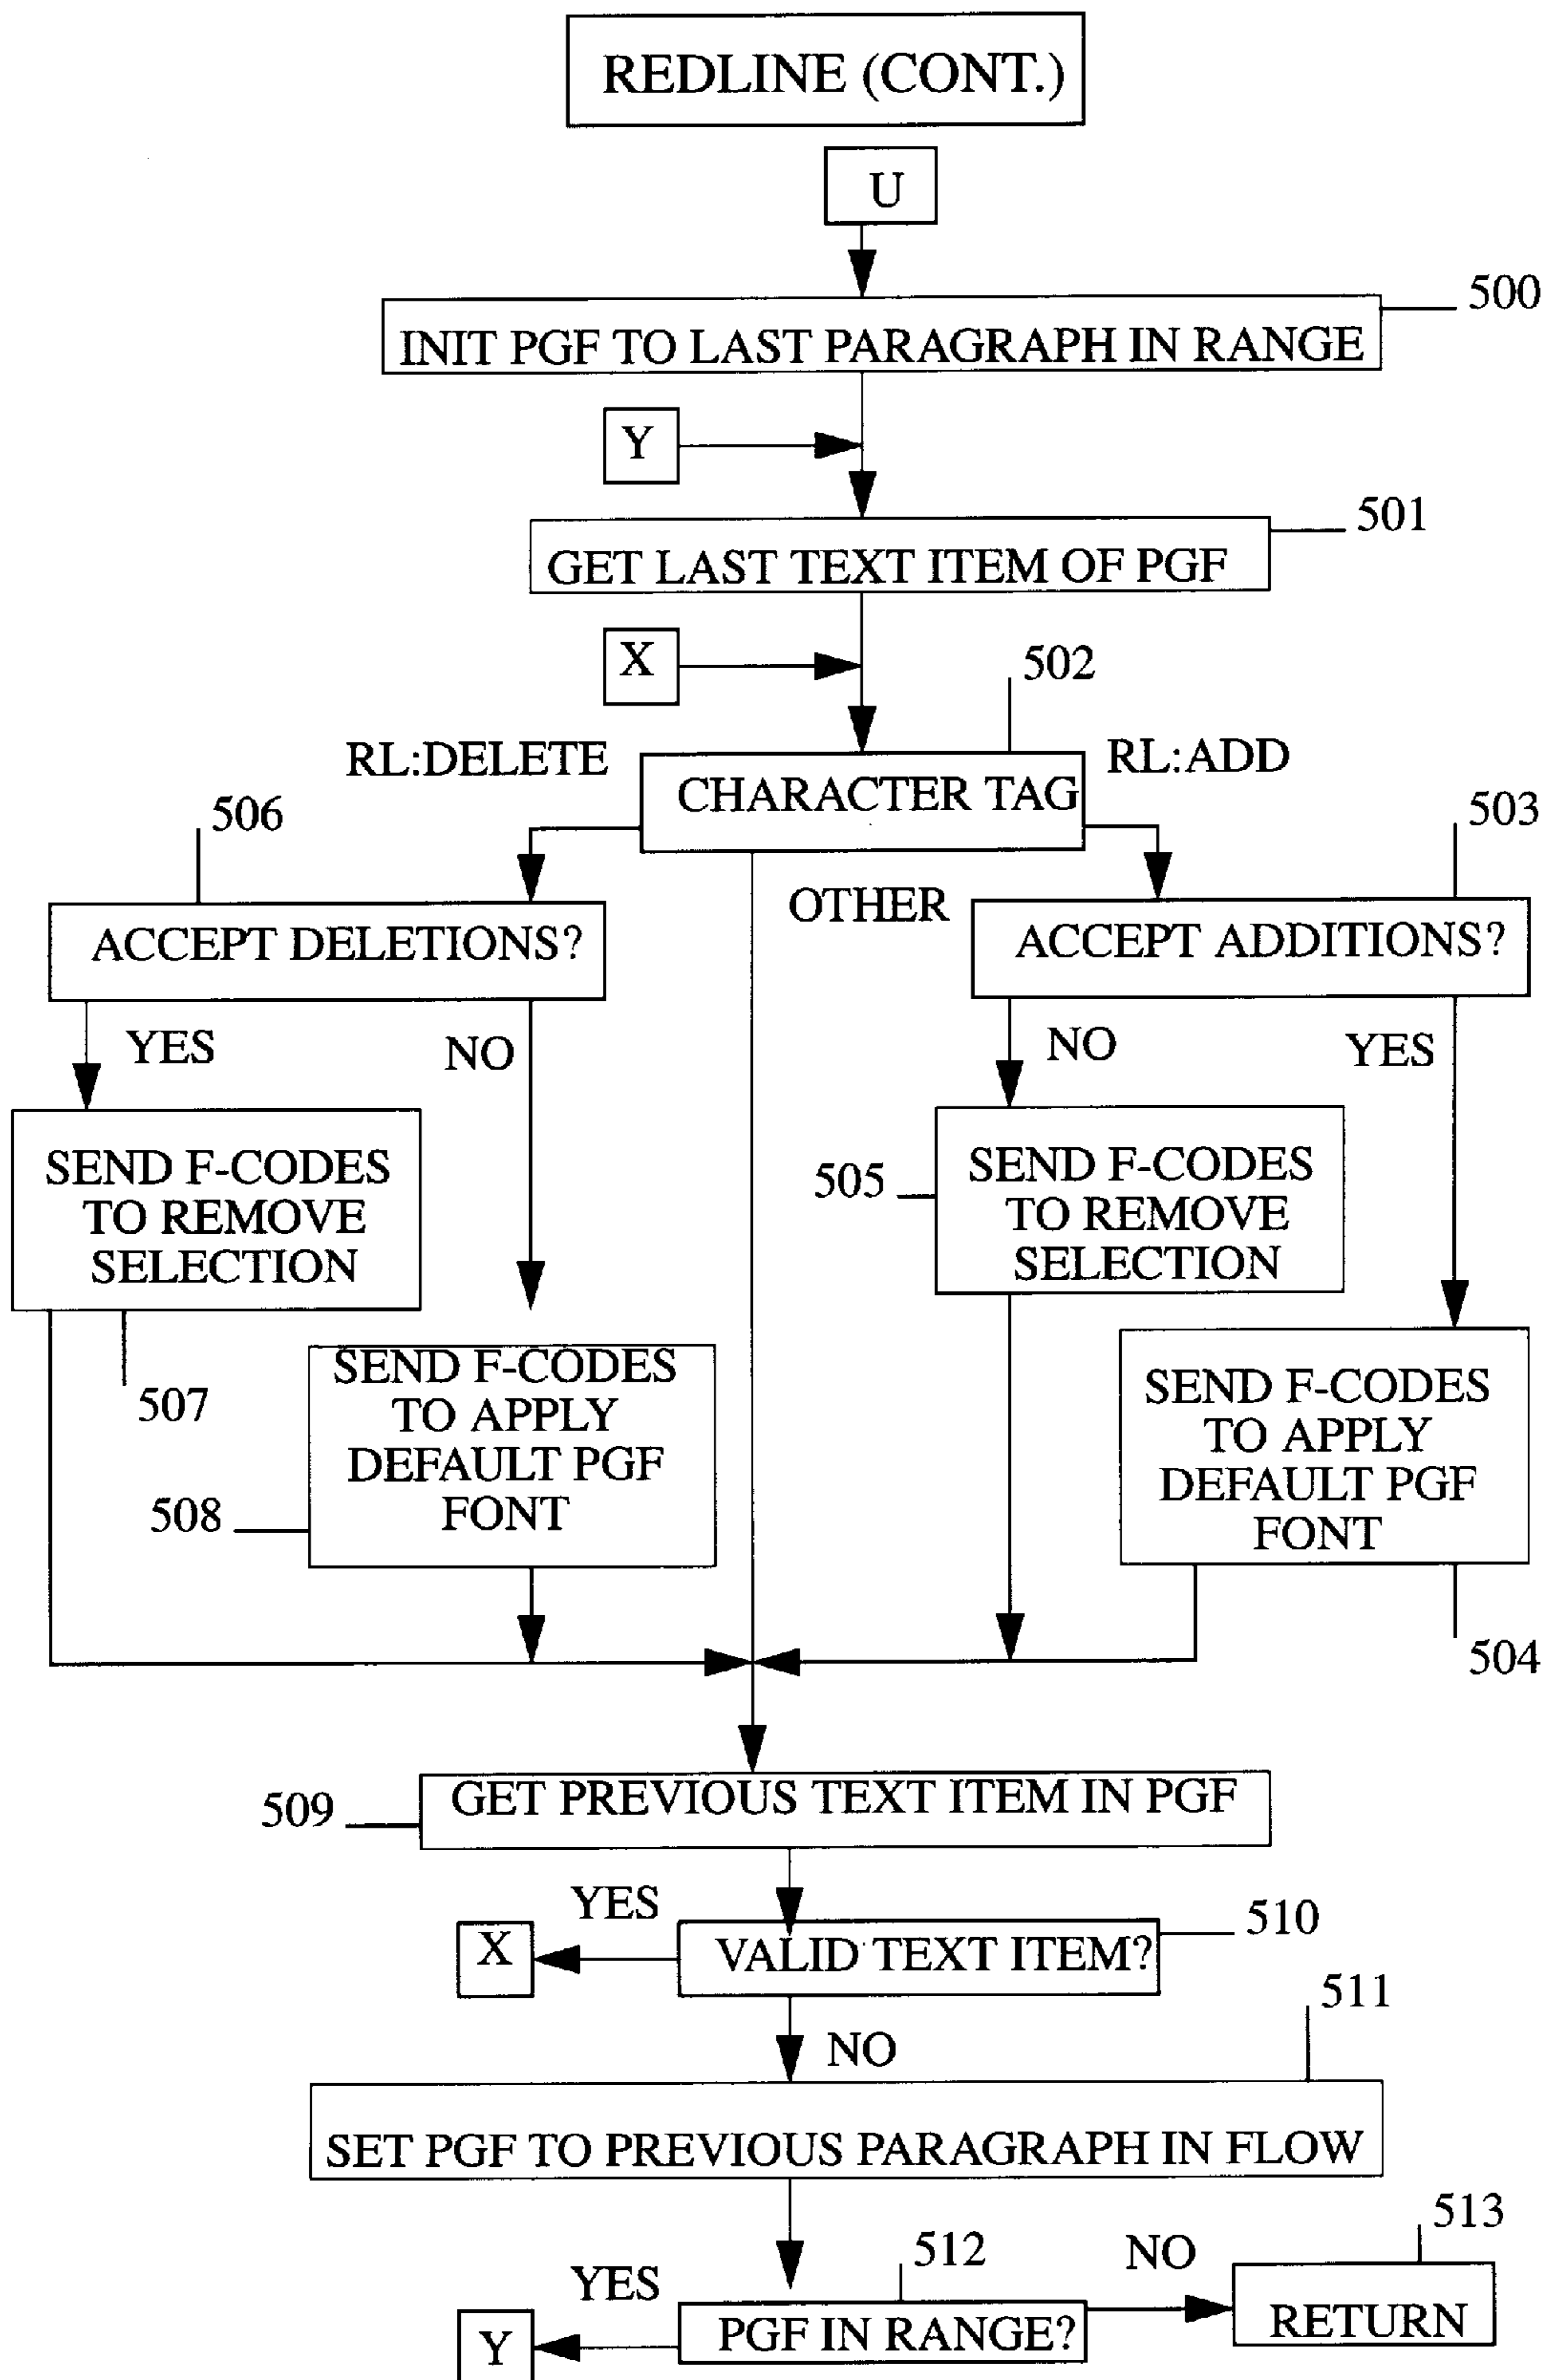 REDLINE (CONT.)
U
500
INIT PGF TO LAST PARAGRAPH IN RANGE
Y
501
GET LAST TEXT ITEM OF PGF
X
502
RL:DELETE
RL:ADD
CHARACTER TAG
506
503
OTHER
ACCEPT DELETIONS?
ACCEPT ADDITIONS?
YES
NO
NO
YES
SEND F-CODES
TO REMOVE
SELECTION
505
SEND F-CODES
TO REMOVE
SELECTION
507
SEND F-CODES
TO APPLY
DEFAULT PGF
FONT
508
SEND F-CODES
TO APPLY
DEFAULT PGF
FONT
504
509
GET PREVIOUS TEXT ITEM IN PGF
YES
510
X
VALID TEXT ITEM?
511
NO
SET PGF TO PREVIOUS PARAGRAPH IN FLOW
513
512
NO
YES
Y
PGF IN RANGE?
RETURN